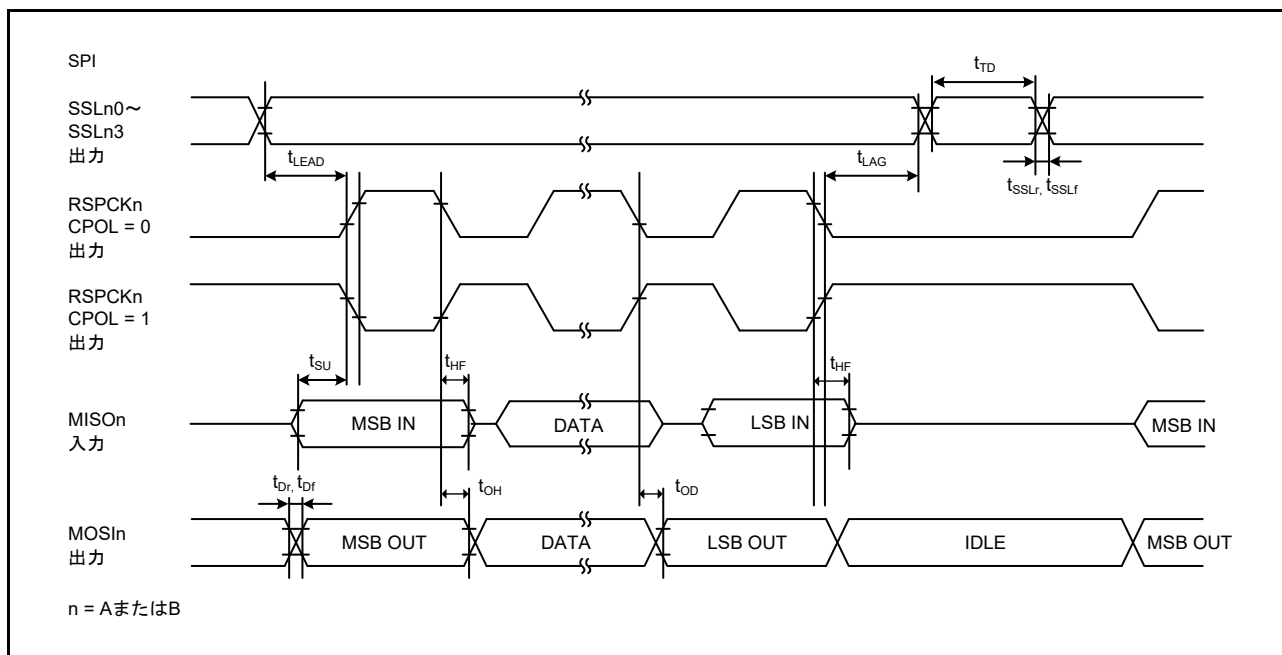 SPI
t_TD
SSLn0～
SSLn3
出力
t_LEAD
t_LAG
t_SSLr, t_SSLf
RSPCKn
CPOL = 0
出力
RSPCKn
CPOL = 1
出力
t_SU
t_HF
t_HF
MISOn
入力
MSB IN
DATA
LSB IN
MSB IN
t_Dr, t_Df
t_OH
t_OD
MOSIn
出力
MSB OUT
DATA
LSB OUT
IDLE
MSB OUT
n = AまたはB